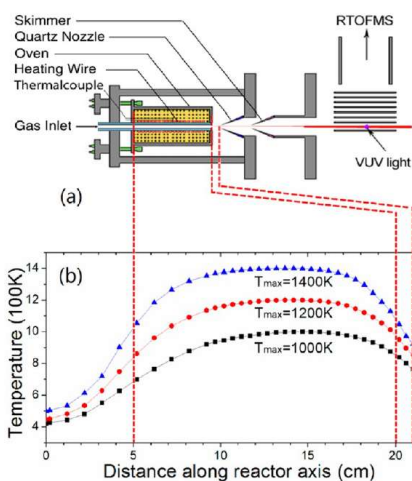 Skimmer
Quartz Nozzle
Oven
Heating Wire
Thermalcouple
Gas Inlet
RTOFMS
VUV light
(a)
(b)
Temperature (100K)
14
12
10
8
6
4
Tmax=1400K
Tmax=1200K
Tmax=1000K
0 5 10 15 20
Distance along reactor axis (cm)